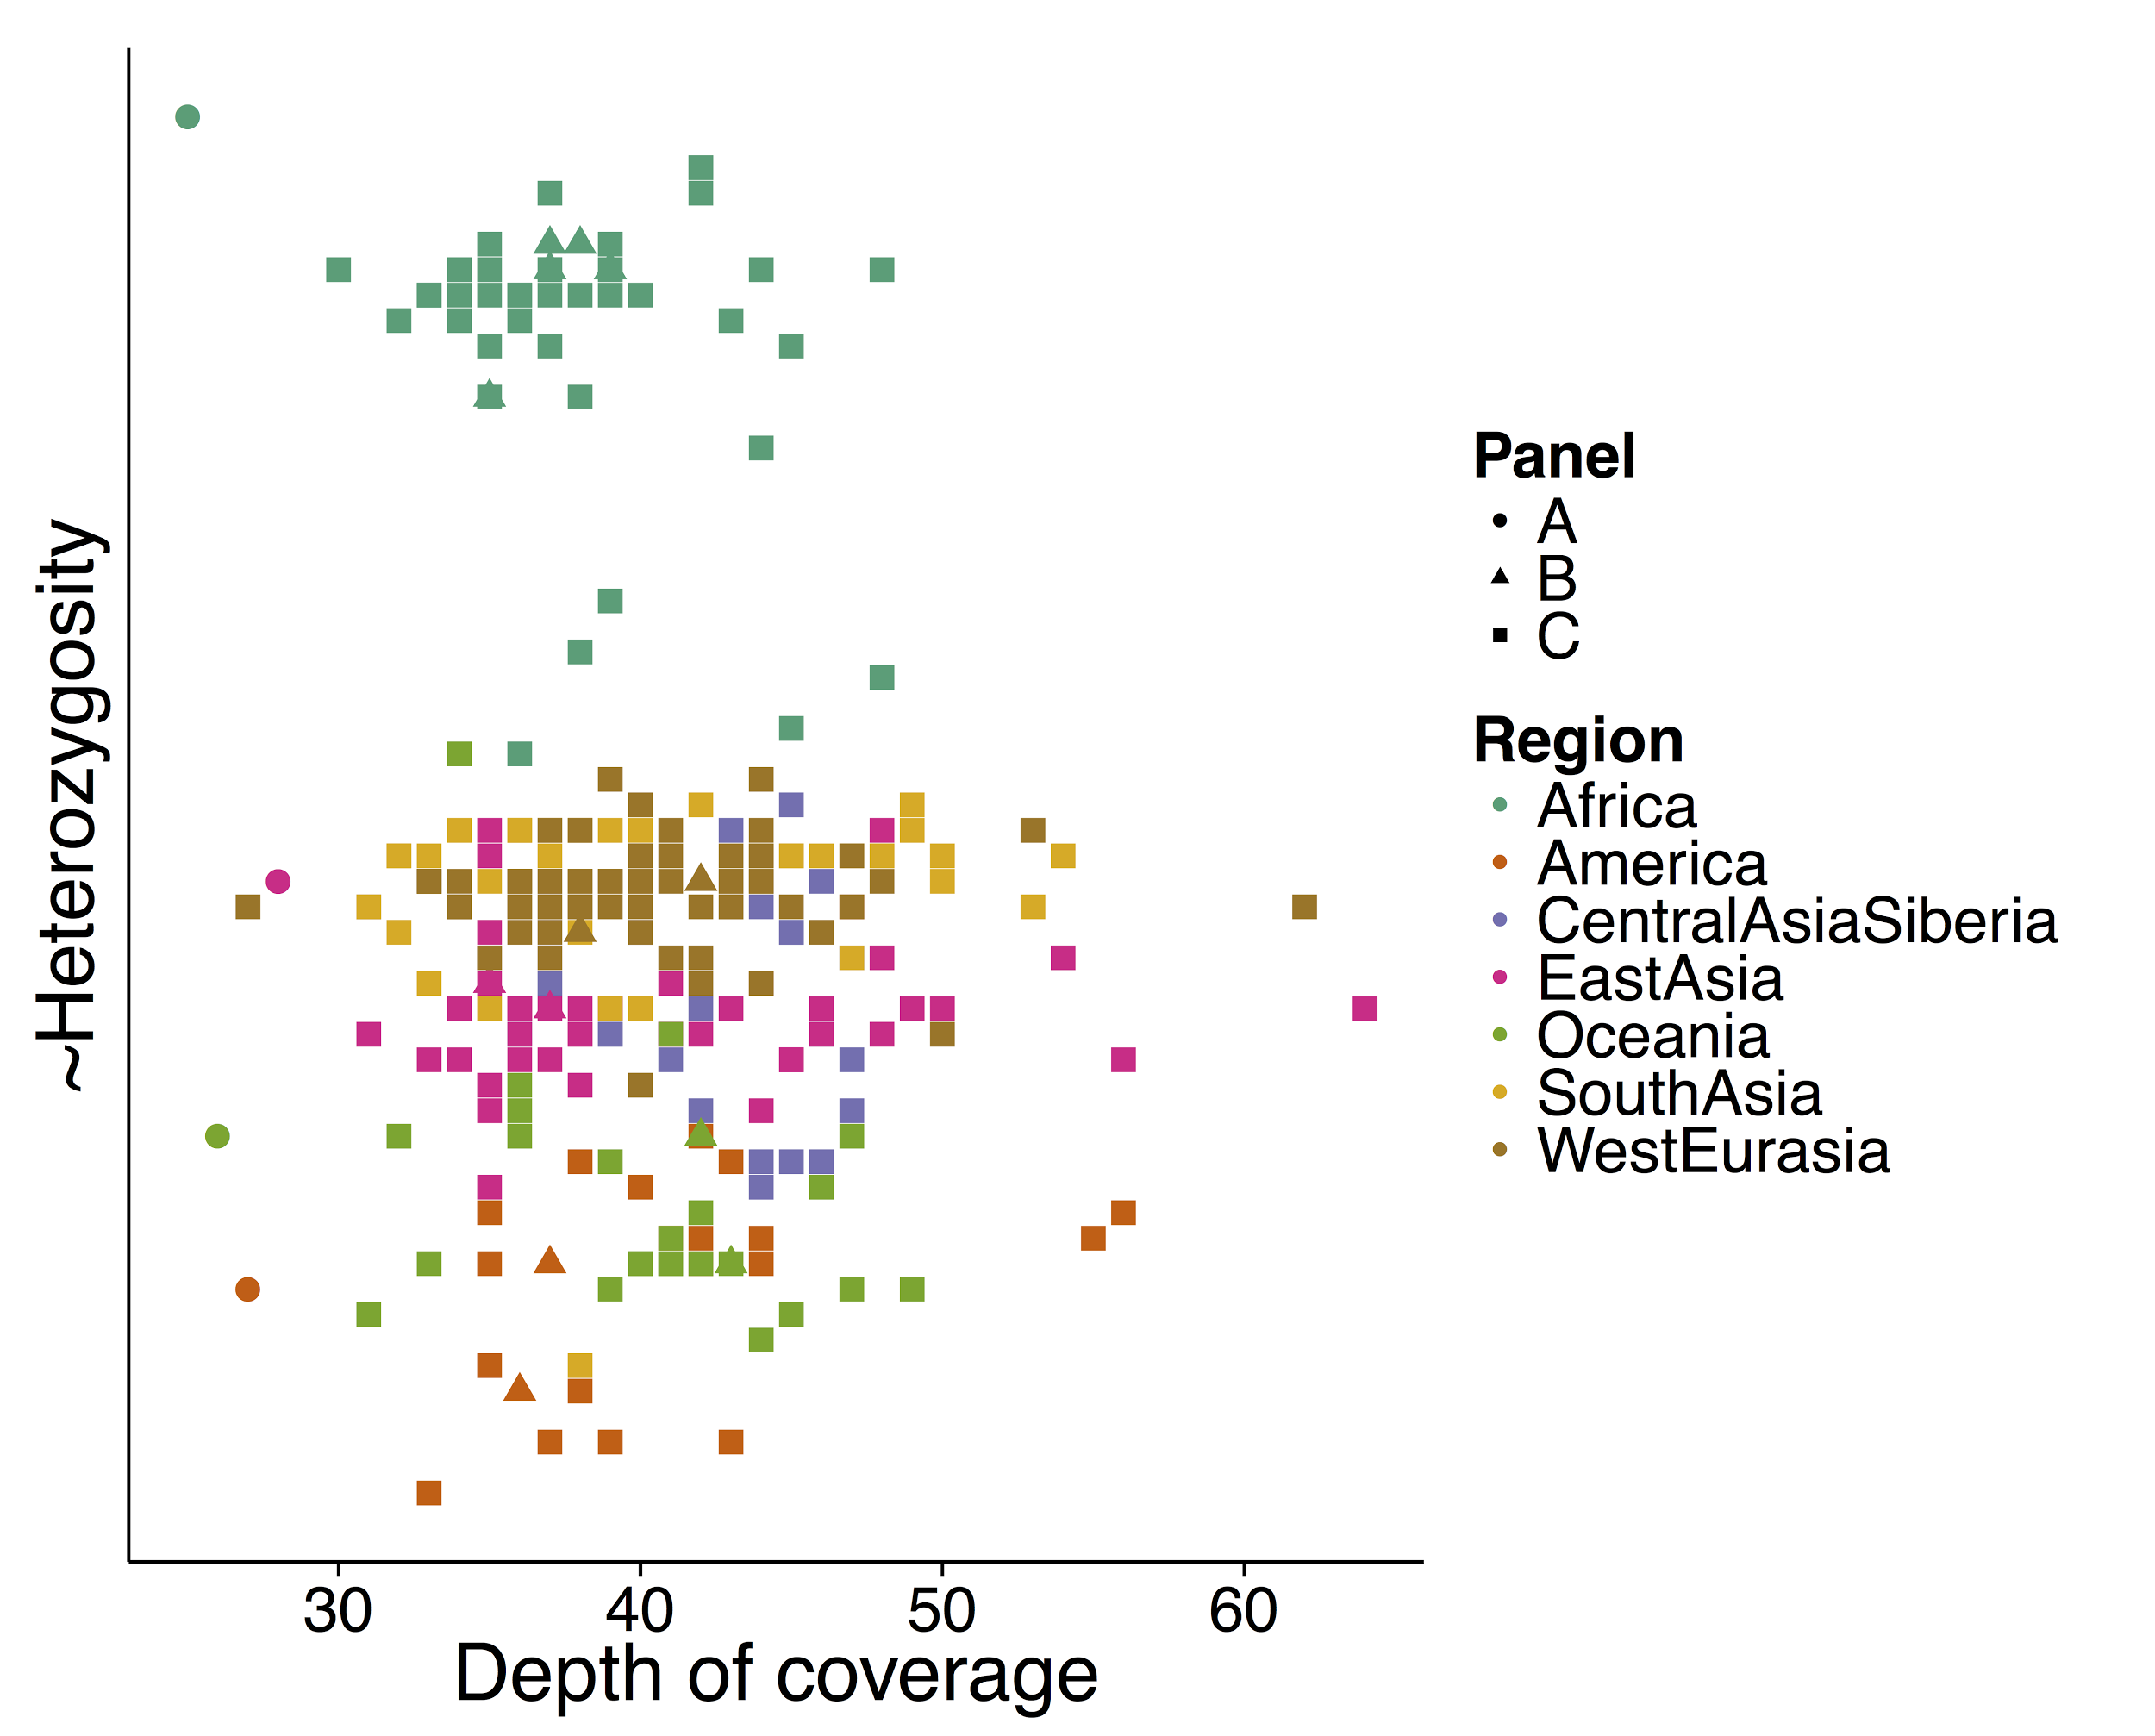 ~Heterozygosity
30 40 50 60
Depth of coverage
Panel
A
B
C
Region
Africa
America
CentralAsiaSiberia
EastAsia
Oceania
SouthAsia
WestEurasia